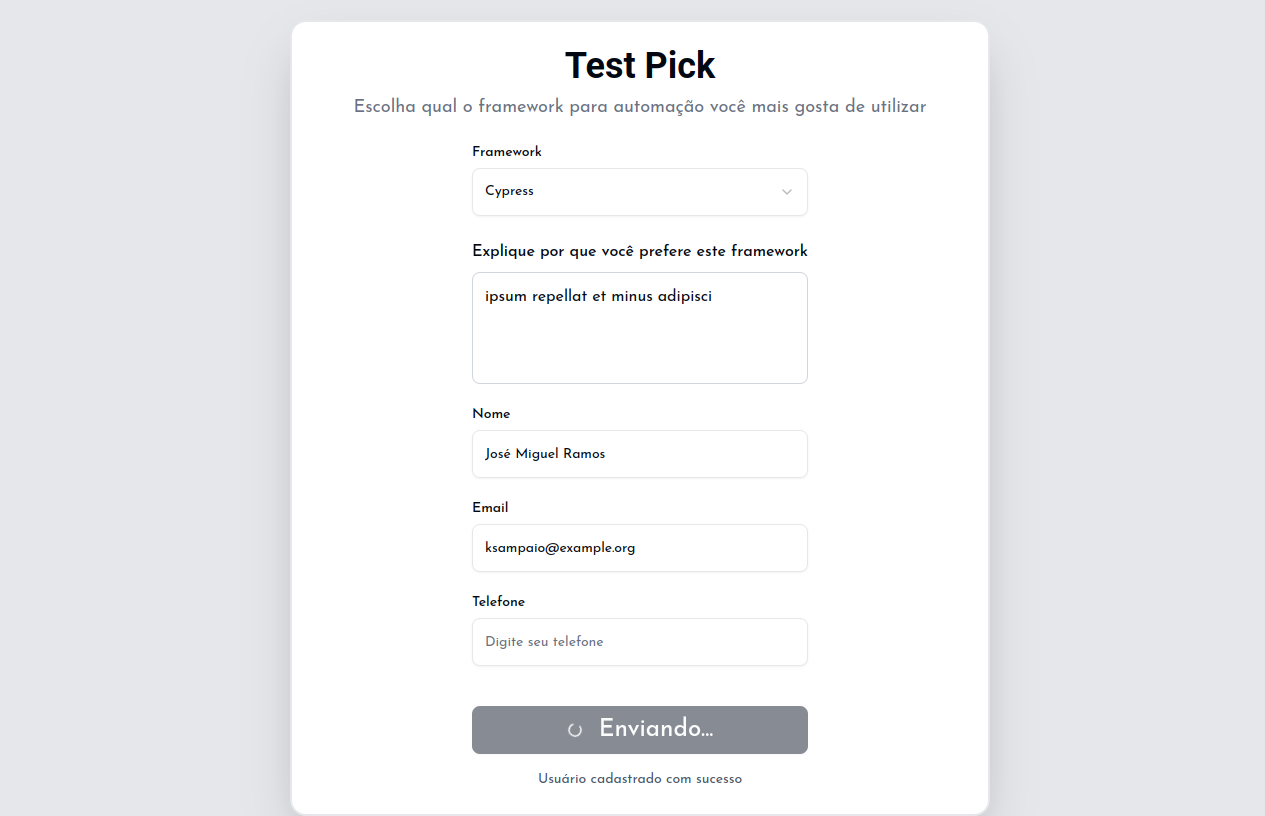 Test Pick
Escolha qual o framework para automação você mais gosta de utilizar
Framework
Cypress
Explique por que você prefere este framework
ipsum repellat et minus adipisci
Nome
José Miguel Ramos
Email
ksampaio@example.org
Telefone
Digite seu telefone
Enviando...
Usuário cadastrado com sucesso